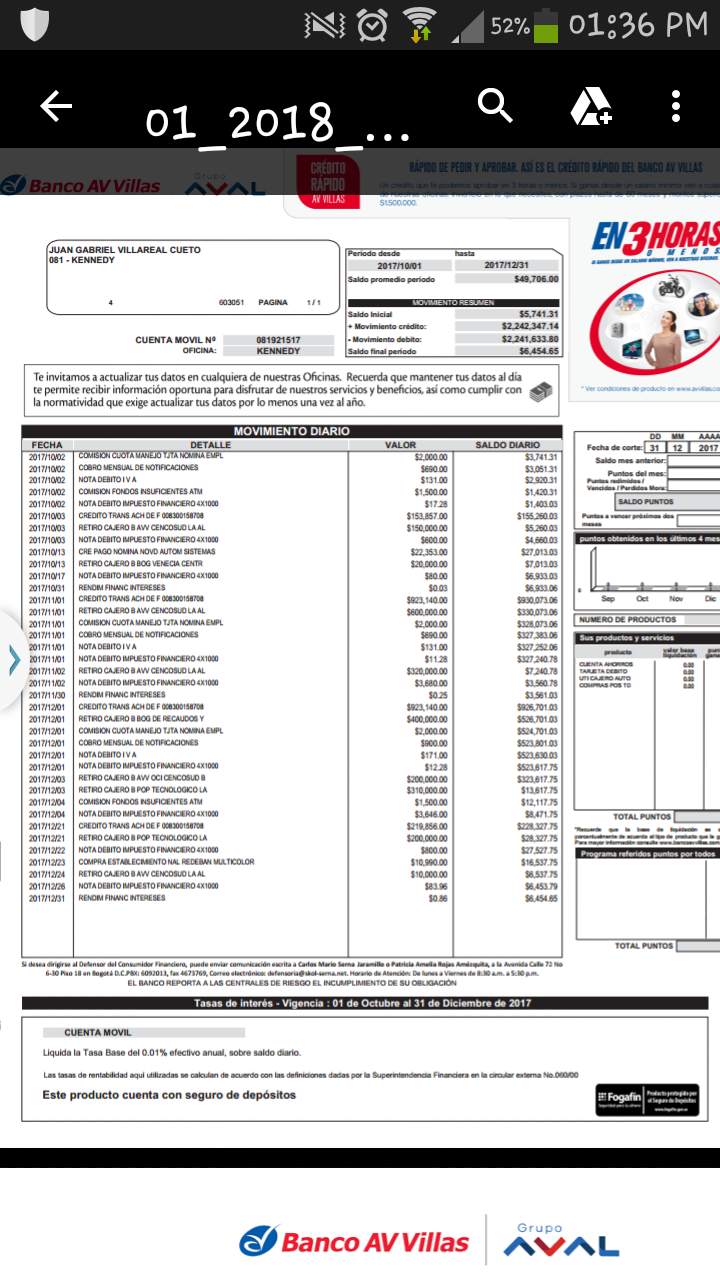 52% 01:36 PM
01_2018_...
Banco AV Villas
Grupo
AVAL
CRÉDITO
RÁPIDO
AV VILLAS
RÁPIDO DE PEDIR Y APROBAR, ASÍ ES EL CRÉDITO RÁPIDO DEL BANCO AV VILLAS
$1.500.000.
EN 3 HORAS
O MENOS
* Ver condiciones de producto en www.avvillas.co
JUAN GABRIEL VILLAREAL CUETO
081 - KENNEDY
4 603051 PAGINA 1 / 1
CUENTA MOVIL Nº 081921517
OFICINA: KENNEDY
Periodo desde hasta
2017/10/01 2017/12/31
Saldo promedio período $49,706.00
MOVIMIENTO RESUMEN
Saldo Inicial $5,741.31
+ Movimiento crédito: $2,242,347.14
- Movimiento debito: $2,241,633.80
Saldo final período $6,454.65
Te invitamos a actualizar tus datos en cualquiera de nuestras Oficinas. Recuerda que mantener tus datos al día
te permite recibir información oportuna para disfrutar de nuestros servicios y beneficios, así como cumplir con
la normatividad que exige actualizar tus datos por lo menos una vez al año.
MOVIMIENTO DIARIO
FECHA DETALLE VALOR SALDO DIARIO
2017/10/02 COMISION CUOTA MANEJO TJTA NOMINA EMPL $2,000.00 $3,741.31
2017/10/02 COBRO MENSUAL DE NOTIFICACIONES $690.00 $3,051.31
2017/10/02 NOTA DEBITO I V A $131.00 $2,920.31
2017/10/02 COMISION FONDOS INSUFICIENTES ATM $1,500.00 $1,420.31
2017/10/02 NOTA DEBITO IMPUESTO FINANCIERO 4X1000 $17.28 $1,403.03
2017/10/03 CREDITO TRANS ACH DE F 008300158708 $153,857.00 $155,260.03
2017/10/03 RETIRO CAJERO B AVV CENCOSUD LA AL $150,000.00 $5,260.03
2017/10/03 NOTA DEBITO IMPUESTO FINANCIERO 4X1000 $600.00 $4,660.03
2017/10/13 CRE PAGO NOMINA NOVD AUTOM SISTEMAS $22,353.00 $27,013.03
2017/10/13 RETIRO CAJERO B BOG VENECIA CENTR $20,000.00 $7,013.03
2017/10/17 NOTA DEBITO IMPUESTO FINANCIERO 4X1000 $80.00 $6,933.03
2017/10/31 RENDIM FINANC INTERESES $0.03 $6,933.06
2017/11/01 CREDITO TRANS ACH DE F 008300158708 $923,140.00 $930,073.06
2017/11/01 RETIRO CAJERO B AVV CENCOSUD LA AL $600,000.00 $330,073.06
2017/11/01 COMISION CUOTA MANEJO TJTA NOMINA EMPL $2,000.00 $328,073.06
2017/11/01 COBRO MENSUAL DE NOTIFICACIONES $690.00 $327,383.06
2017/11/01 NOTA DEBITO I V A $131.00 $327,252.06
2017/11/01 NOTA DEBITO IMPUESTO FINANCIERO 4X1000 $11.28 $327,240.78
2017/11/02 RETIRO CAJERO B AVV CENCOSUD LA AL $320,000.00 $7,240.78
2017/11/02 NOTA DEBITO IMPUESTO FINANCIERO 4X1000 $3,680.00 $3,560.78
2017/11/30 RENDIM FINANC INTERESES $0.25 $3,561.03
2017/12/01 CREDITO TRANS ACH DE F 008300158708 $923,140.00 $926,701.03
2017/12/01 RETIRO CAJERO B BOG DE RECAUDOS Y $400,000.00 $526,701.03
2017/12/01 COMISION CUOTA MANEJO TJTA NOMINA EMPL $2,000.00 $524,701.03
2017/12/01 COBRO MENSUAL DE NOTIFICACIONES $900.00 $523,801.03
2017/12/01 NOTA DEBITO I V A $171.00 $523,630.03
2017/12/01 NOTA DEBITO IMPUESTO FINANCIERO 4X1000 $12.28 $523,617.75
2017/12/03 RETIRO CAJERO B AVV OCI CENCOSUD B $200,000.00 $323,617.75
2017/12/03 RETIRO CAJERO B POP TECNOLOGICO LA $310,000.00 $13,617.75
2017/12/04 COMISION FONDOS INSUFICIENTES ATM $1,500.00 $12,117.75
2017/12/04 NOTA DEBITO IMPUESTO FINANCIERO 4X1000 $3,646.00 $8,471.75
2017/12/21 CREDITO TRANS ACH DE F 008300158708 $219,856.00 $228,327.75
2017/12/21 RETIRO CAJERO B POP TECNOLOGICO LA $200,000.00 $28,327.75
2017/12/22 NOTA DEBITO IMPUESTO FINANCIERO 4X1000 $800.00 $27,527.75
2017/12/23 COMPRA ESTABLECIMIENTO NAL REDEBAN MULTICOLOR $10,990.00 $16,537.75
2017/12/24 RETIRO CAJERO B AVV CENCOSUD LA AL $10,000.00 $6,537.75
2017/12/26 NOTA DEBITO IMPUESTO FINANCIERO 4X1000 $83.96 $6,453.79
2017/12/31 RENDIM FINANC INTERESES $0.86 $6,454.65
DD MM AAAA
Fecha de corte: 31 12 2017
Saldo mes anterior:
Puntos del mes:
Puntos redimidos /
Vencidos / Perdidos Mora:
SALDO PUNTOS
Puntos a vencer próximos dos
meses
puntos obtenidos en los últimos 4 mes
0 0 0 0 0
Sep Oct Nov Dic
NUMERO DE PRODUCTOS
Sus productos y servicios
producto valor base liquidación
CUENTA AHORROS 0.00
TARJETA DEBITO 0.00
UTI CAJERO AUTO 0.00
COMPRAS POS TD 0.00
TOTAL PUNTOS
Programa referidos puntos por todos
TOTAL PUNTOS
Si desea dirigirse al Defensor del Consumidor Financiero, puede enviar comunicación escrita a Carlos Mario Serna Jaramillo o Patricia Amelia Rojas Amézquita, a la Avenida Calle 72 No
6-30 Piso 18 en Bogotá D.C.PBX: 6092013, fax 4673769, Correo electrónico: defensoria@skol-serna.net. Horario de Atención: De lunes a Viernes de 8:30 a.m. a 5:30 p.m.
EL BANCO REPORTA A LAS CENTRALES DE RIESGO EL INCUMPLIMIENTO DE SU OBLIGACIÓN
Tasas de interés - Vigencia : 01 de Octubre al 31 de Diciembre de 2017
CUENTA MOVIL
Liquida la Tasa Base del 0.01% efectivo anual, sobre saldo diario.
Las tasas de rentabilidad aquí utilizadas se calculan de acuerdo con las definiciones dadas por la Superintendencia Financiera en la circular externa No.060/00
Este producto cuenta con seguro de depósitos
Fogafín
Producto protegido por
el Seguro de Depósitos
Banco AV Villas
Grupo
AVAL